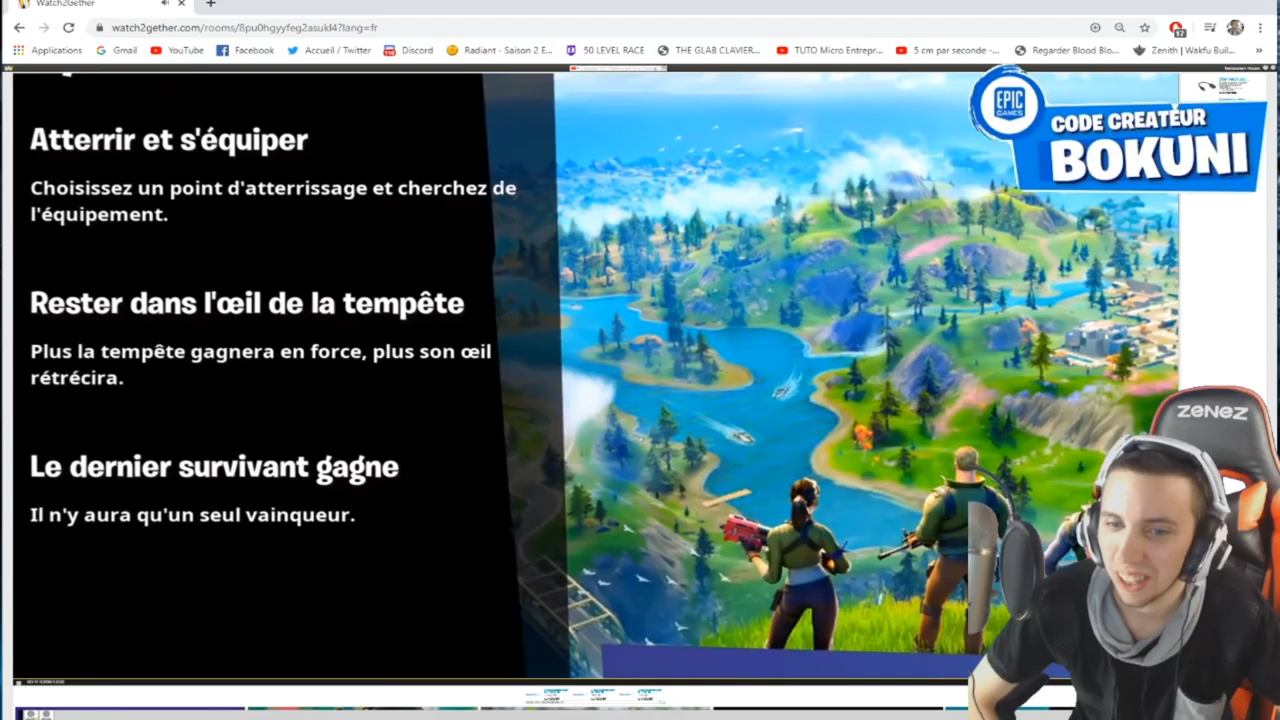 Watch2Gether
watch2gether.com/rooms/8pu0hgyyfeg2asukl4?lang=fr
17
Applications
Gmail
YouTube
Facebook
Accueil / Twitter
Discord
Radiant - Saison 2 E...
50 LEVEL RACE
THE GLAB CLAVIER...
TUTO Micro Entrepr...
5 cm par seconde -...
Regarder Blood Blo...
Zenith | Wakfu Buil...
EPIC
GAMES
CODE CREATEUR
BOKUNI
Atterrir et s'équiper
Choisissez un point d'atterrissage et cherchez de
l'équipement.
Rester dans l'œil de la tempête
Plus la tempête gagnera en force, plus son œil
rétrécira.
Le dernier survivant gagne
Il n'y aura qu'un seul vainqueur.
ZENEZ